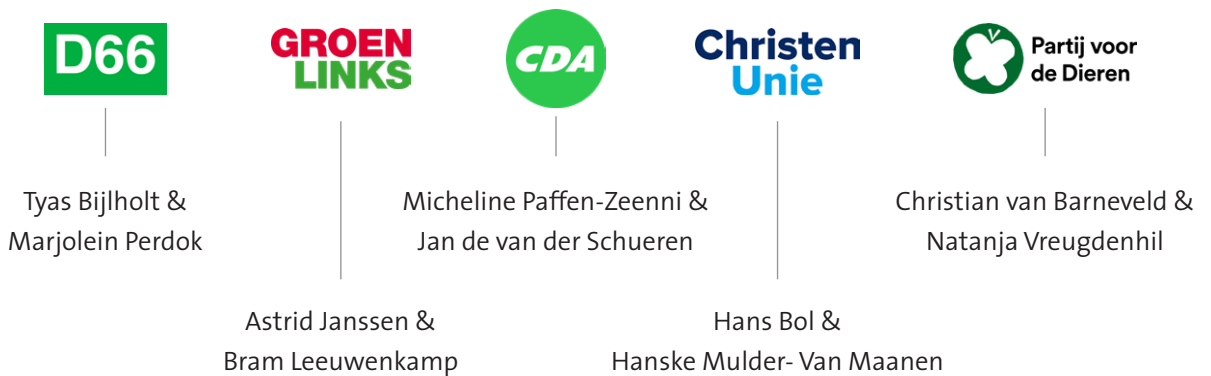 D66
GROEN
LINKS
CDA
Christen
Unie
Partij voor
de Dieren
Tyas Bijlholt &
Marjolein Perdok
Micheline Paffen-Zeenni &
Jan de van der Schueren
Christian van Barneveld &
Natanja Vreugdenhil
Astrid Janssen &
Bram Leeuwenkamp
Hans Bol &
Hanske Mulder- Van Maanen